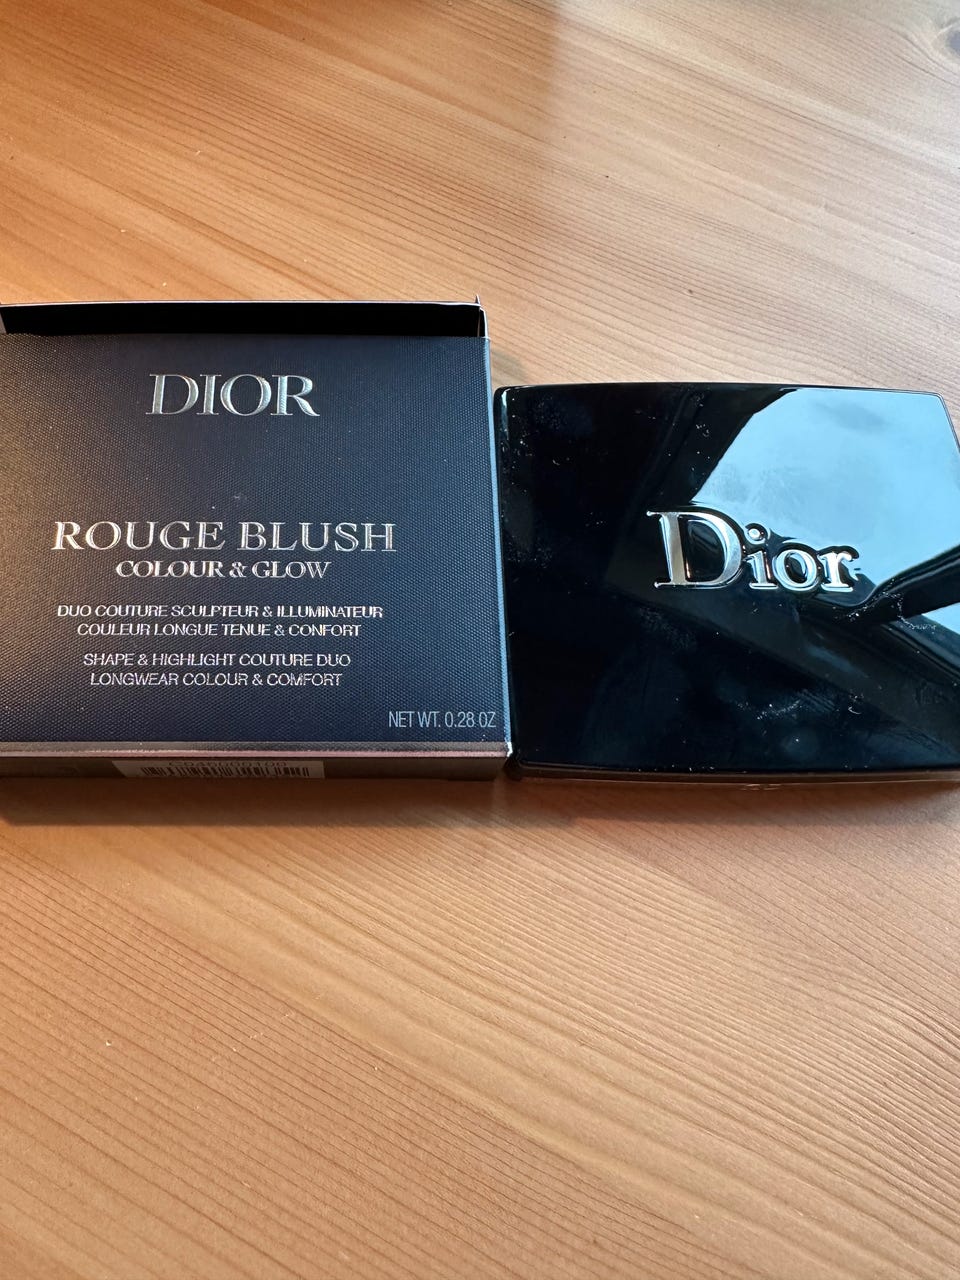 DIOR
ROUGE BLUSH
COLOUR & GLOW
DUO COUTURE SCULPTEUR & ILLUMINATEUR
COULEUR LONGUE TENUE & CONFORT
SHAPE & HIGHLIGHT COUTURE DUO
LONGWEAR COLOUR & COMFORT
NET WT. 0.28 OZ
Dior